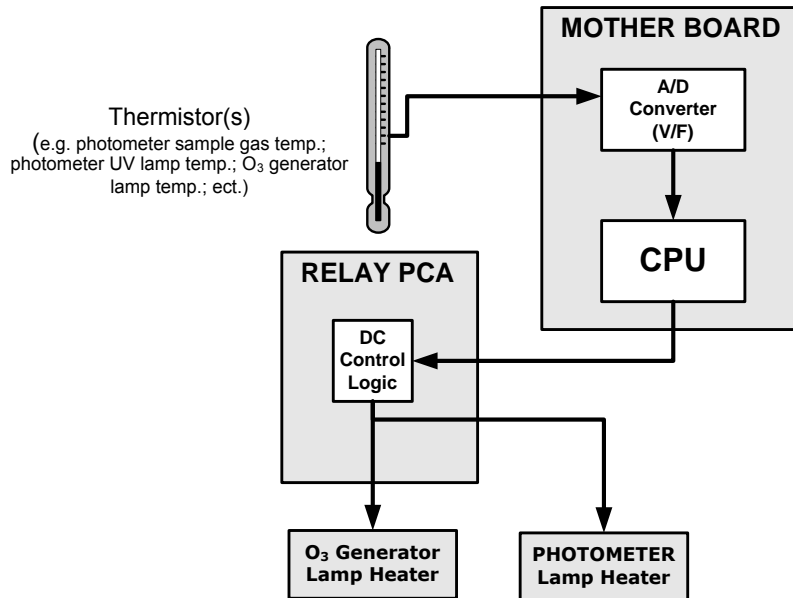 MOTHER BOARD
A/D
Converter
(V/F)
Thermistor(s)
(e.g. photometer sample gas temp.;
photometer UV lamp temp.; O₃ generator
lamp temp.; ect.)
CPU
RELAY PCA
DC
Control
Logic
O₃ Generator
Lamp Heater
PHOTOMETER
Lamp Heater